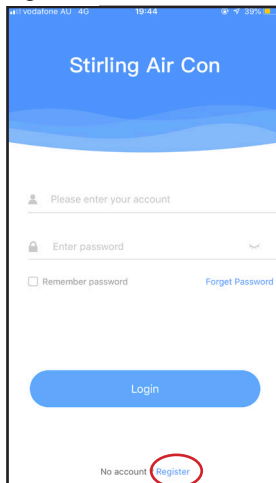 vodafone AU 4G 19:44 39%
Stirling Air Con
Please enter your account
Enter password
Remember password Forget Password
Login
No account Register